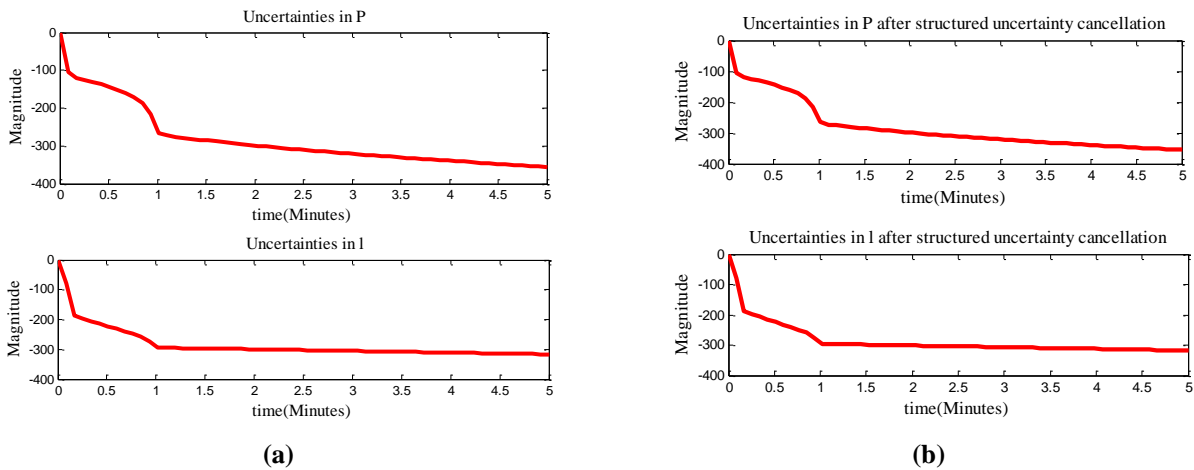 Uncertainties in P
0
-100
-200
-300
-400
Magnitude
0 0.5 1 1.5 2 2.5 3 3.5 4 4.5 5
time(Minutes)
Uncertainties in l
0
-100
-200
-300
-400
Magnitude
0 0.5 1 1.5 2 2.5 3 3.5 4 4.5 5
time(Minutes)
(a)
Uncertainties in P after structured uncertainty cancellation
0
-100
-200
-300
-400
Magnitude
0 0.5 1 1.5 2 2.5 3 3.5 4 4.5 5
time(Minutes)
Uncertainties in l after structured uncertainty cancellation
0
-100
-200
-300
-400
Magnitude
0 0.5 1 1.5 2 2.5 3 3.5 4 4.5 5
time(Minutes)
(b)